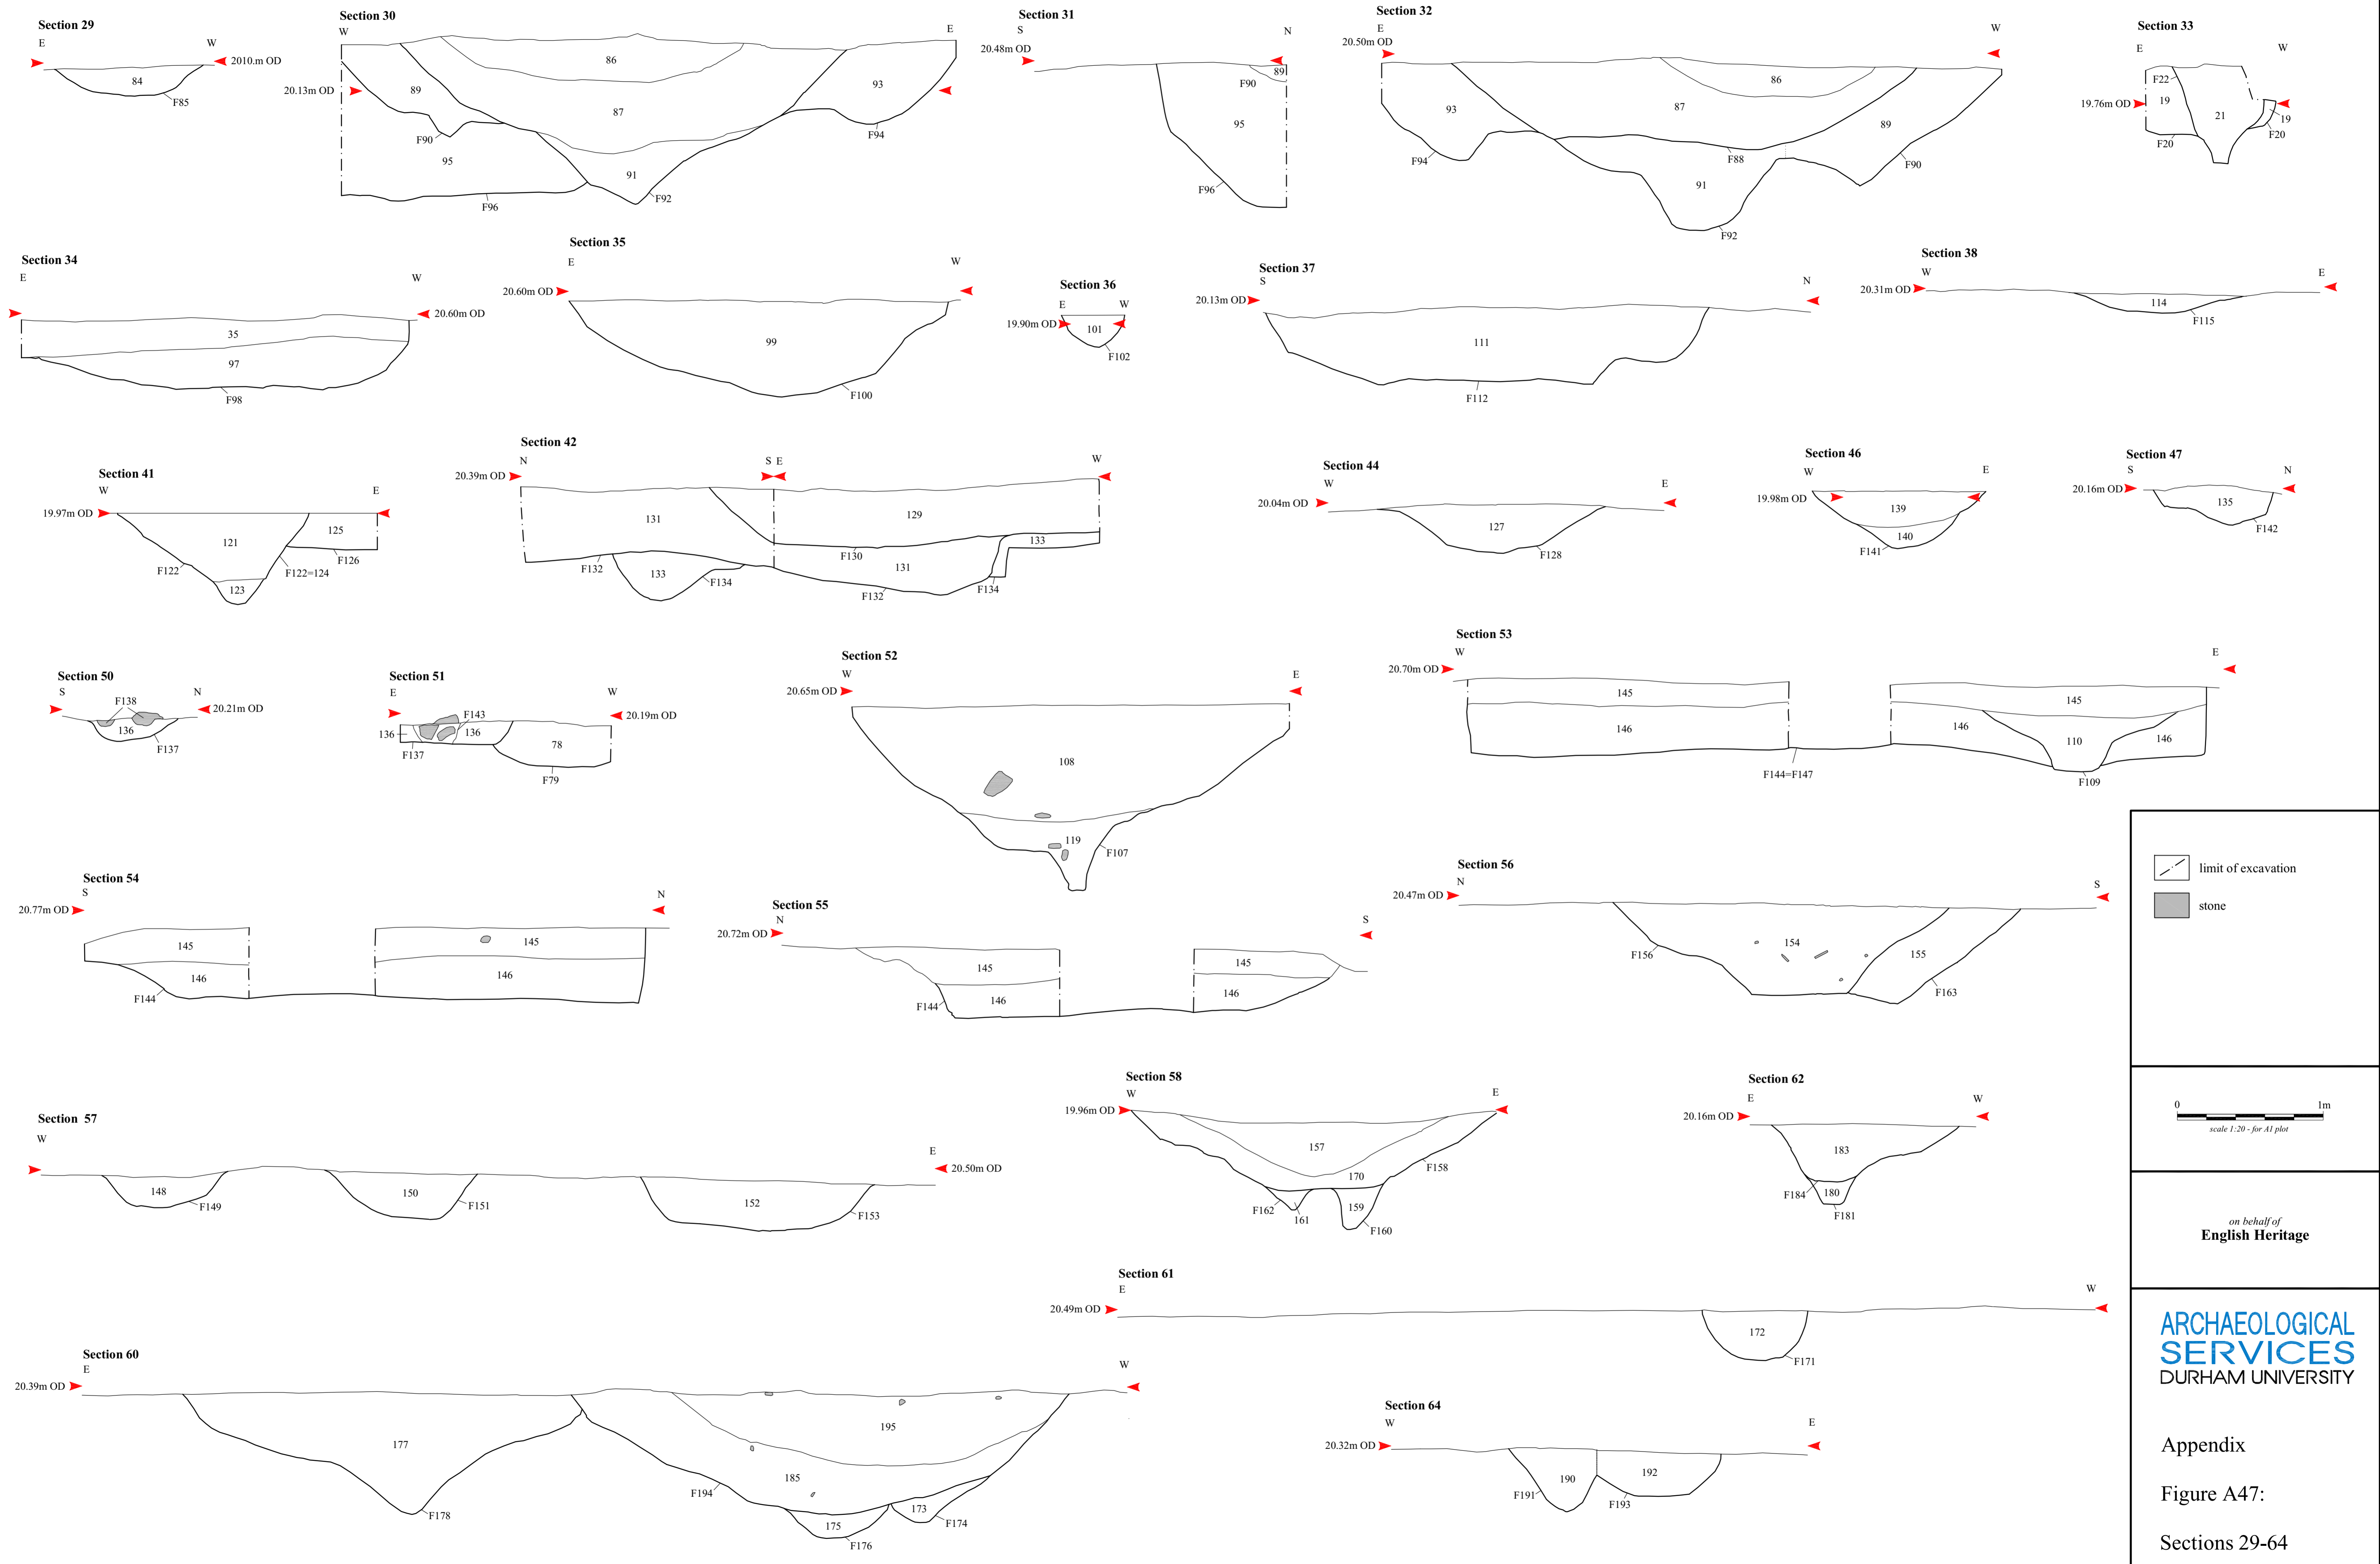 Section 29
E W
2010.m OD
84
F85
Section 30
W E
20.13m OD
86
89
93
87
F90
F94
95
91
F92
F96
Section 31
S N
20.48m OD
89
F90
95
F96
Section 32
E W
20.50m OD
86
93
87
89
F94
F88
F90
91
F92
Section 33
E W
F22
19.76m OD
19
21
19
F20
F20
Section 34
E W
20.60m OD
35
97
F98
Section 35
E W
20.60m OD
99
F100
Section 36
E W
19.90m OD
101
F102
Section 37
S N
20.13m OD
111
F112
Section 38
W E
20.31m OD
114
F115
Section 41
W E
19.97m OD
125
121
F126
F122
F122=124
123
Section 42
N S E W
20.39m OD
131
129
133
F130
F132
133
F134
131
F134
F132
Section 44
W E
20.04m OD
127
F128
Section 46
W E
19.98m OD
139
140
F141
Section 47
S N
20.16m OD
135
F142
Section 50
S N
F138
20.21m OD
136
F137
Section 51
E W
F143
20.19m OD
136
136
78
F137
F79
Section 52
W E
20.65m OD
108
119
F107
Section 53
W E
20.70m OD
145
145
146
146
110
146
F144=F147
F109
Section 54
S N
20.77m OD
145
145
146
146
F144
Section 55
N S
20.72m OD
145
145
146
146
F144
Section 56
N S
20.47m OD
154
155
F156
F163
limit of excavation
stone
Section 57
W E
20.50m OD
148
150
152
F149
F151
F153
Section 58
W E
19.96m OD
157
170
F158
F162
161
159
F160
Section 62
E W
20.16m OD
183
F184
180
F181
0 1m
scale 1:20 - for A1 plot
on behalf of
English Heritage
Section 61
E W
20.49m OD
172
F171
Section 60
E W
20.39m OD
195
177
185
F194
173
F178
175
F174
F176
Section 64
W E
20.32m OD
190
192
F191
F193
ARCHAEOLOGICAL
SERVICES
DURHAM UNIVERSITY
Appendix
Figure A47:
Sections 29-64